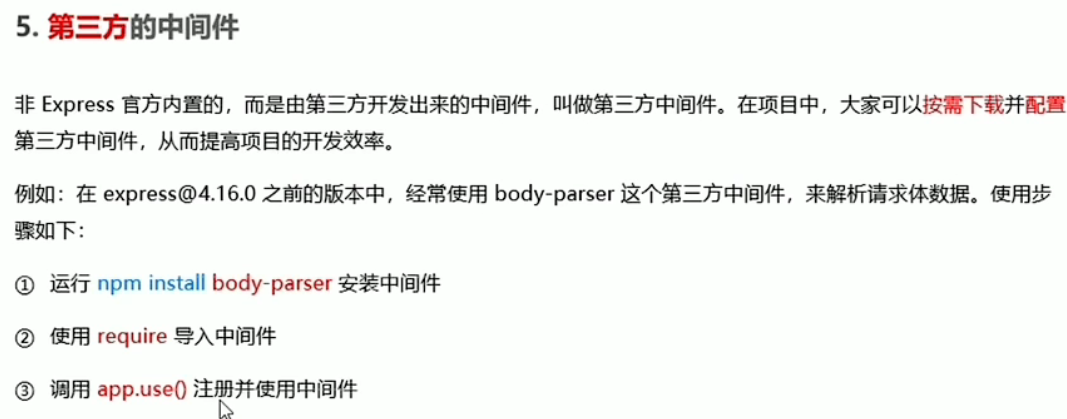 5. 第三方的中间件
非 Express 官方内置的，而是由第三方开发出来的中间件，叫做第三方中间件。在项目中，大家可以按需下载并配置
第三方中间件，从而提高项目的开发效率。
例如：在 express@4.16.0 之前的版本中，经常使用 body-parser 这个第三方中间件，来解析请求体数据。使用步
骤如下：
① 运行 npm install body-parser 安装中间件
② 使用 require 导入中间件
③ 调用 app.use() 注册并使用中间件